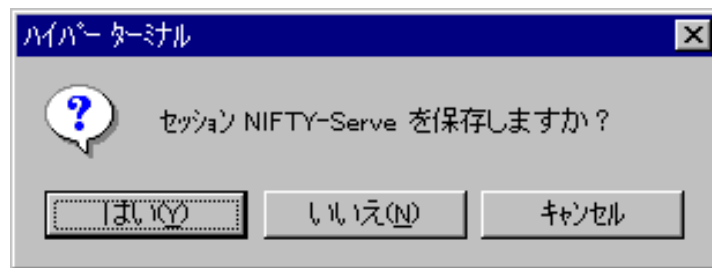 ﾊｲﾊﾟｰ ﾀｰﾐﾅﾙ
ｾｯｼｮﾝ NIFTY-Serve を保存しますか？
はい(Y)
いいえ(N)
ｷｬﾝｾﾙ